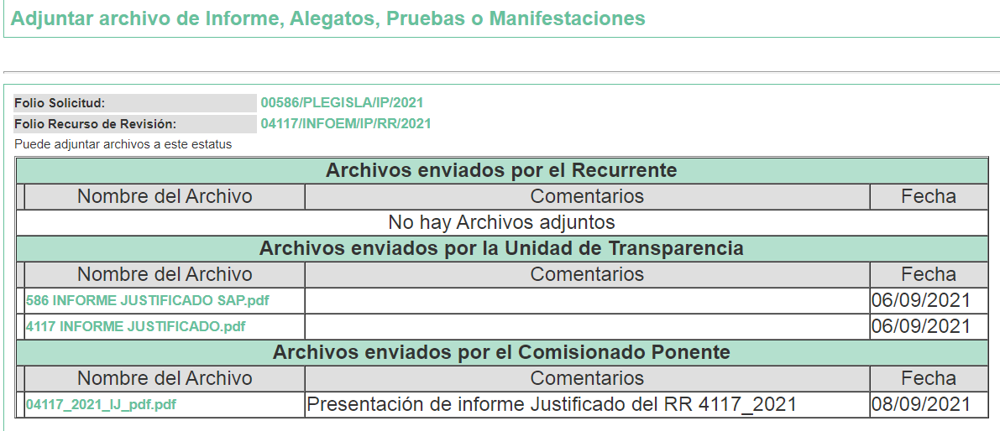 Adjuntar archivo de Informe, Alegatos, Pruebas o Manifestaciones
Folio Solicitud: 00586/PLEGISLA/IP/2021
Folio Recurso de Revisión: 04117/INFOEM/IP/RR/2021
Puede adjuntar archivos a este estatus
Archivos enviados por el Recurrente
Nombre del Archivo Comentarios Fecha
No hay Archivos adjuntos
Archivos enviados por la Unidad de Transparencia
Nombre del Archivo Comentarios Fecha
586 INFORME JUSTIFICADO SAP.pdf 06/09/2021
4117 INFORME JUSTIFICADO.pdf 06/09/2021
Archivos enviados por el Comisionado Ponente
Nombre del Archivo Comentarios Fecha
04117_2021_IJ_pdf.pdf Presentación de informe Justificado del RR 4117_2021 08/09/2021